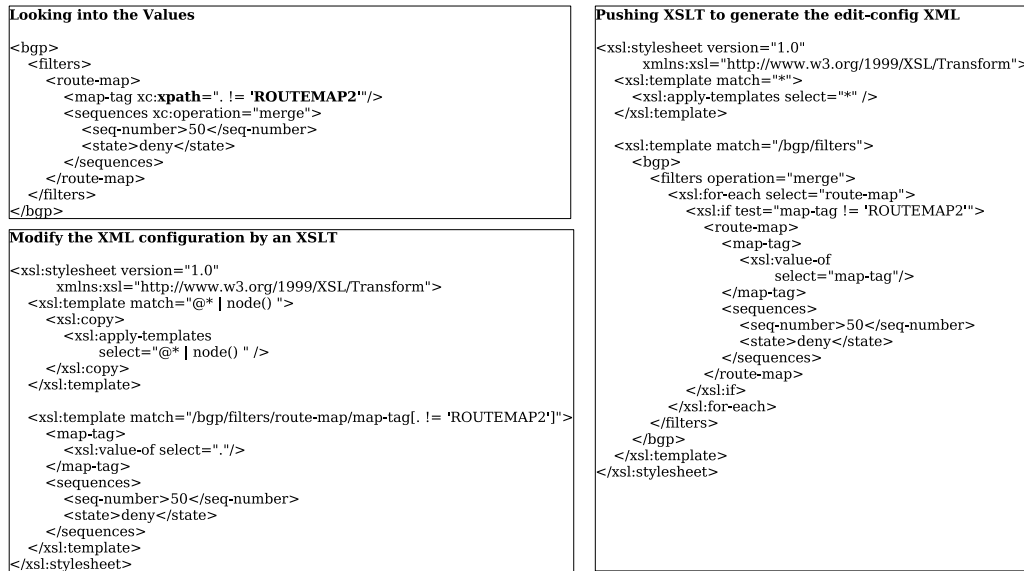 Looking into the Values
<bgp>
<filters>
<route-map>
<map-tag xc:xpath=". != 'ROUTEMAP2'"/>
<sequences xc:operation="merge">
<seq-number>50</seq-number>
<state>deny</state>
</sequences>
</route-map>
</filters>
</bgp>
Modify the XML configuration by an XSLT
<xsl:stylesheet version="1.0"
xmlns:xsl="http://www.w3.org/1999/XSL/Transform">
<xsl:template match="@* | node() ">
<xsl:copy>
<xsl:apply-templates
select="@* | node() " />
</xsl:copy>
</xsl:template>
<xsl:template match="/bgp/filters/route-map/map-tag[. != 'ROUTEMAP2']">
<map-tag>
<xsl:value-of select="."/>
</map-tag>
<sequences>
<seq-number>50</seq-number>
<state>deny</state>
</sequences>
</xsl:template>
</xsl:stylesheet>
Pushing XSLT to generate the edit-config XML
<xsl:stylesheet version="1.0"
xmlns:xsl="http://www.w3.org/1999/XSL/Transform">
<xsl:template match="*">
<xsl:apply-templates select="*" />
</xsl:template>
<xsl:template match="/bgp/filters">
<bgp>
<filters operation="merge">
<xsl:for-each select="route-map">
<xsl:if test="map-tag != 'ROUTEMAP2'">
<route-map>
<map-tag>
<xsl:value-of
select="map-tag"/>
</map-tag>
<sequences>
<seq-number>50</seq-number>
<state>deny</state>
</sequences>
</route-map>
</xsl:if>
</xsl:for-each>
</filters>
</bgp>
</xsl:template>
</xsl:stylesheet>